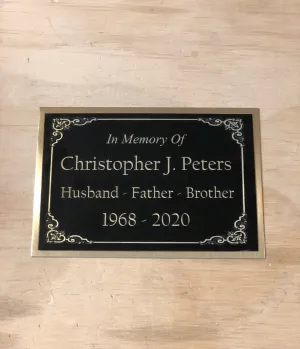 In Memory Of
Christopher J. Peters
Husband - Father - Brother
1968 - 2020